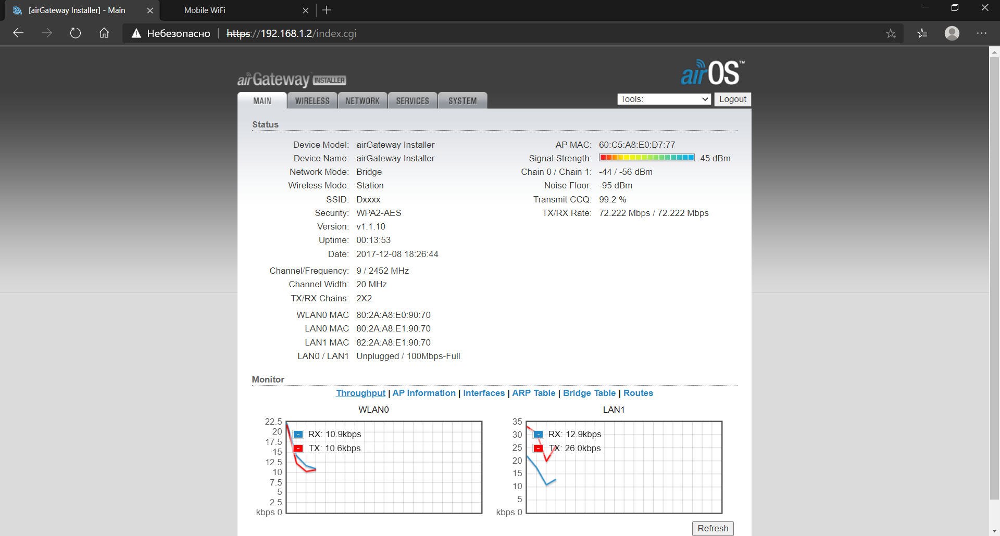 [airGateway Installer] - Main
Mobile WiFi
Небезопасно
https://192.168.1.2/index.cgi
airGateway INSTALLER
airOS™
MAIN WIRELESS NETWORK SERVICES SYSTEM
Tools: Logout
Status
Device Model: airGateway Installer
Device Name: airGateway Installer
Network Mode: Bridge
Wireless Mode: Station
SSID: Dxxxx
Security: WPA2-AES
Version: v1.1.10
Uptime: 00:13:53
Date: 2017-12-08 18:26:44
Channel/Frequency: 9 / 2452 MHz
Channel Width: 20 MHz
TX/RX Chains: 2X2
WLAN0 MAC 80:2A:A8:E0:90:70
LAN0 MAC 80:2A:A8:E1:90:70
LAN1 MAC 82:2A:A8:E1:90:70
LAN0 / LAN1 Unplugged / 100Mbps-Full
AP MAC: 60:C5:A8:E0:D7:77
Signal Strength: -45 dBm
Chain 0 / Chain 1: -44 / -56 dBm
Noise Floor: -95 dBm
Transmit CCQ: 99.2 %
TX/RX Rate: 72.222 Mbps / 72.222 Mbps
Monitor
Throughput | AP Information | Interfaces | ARP Table | Bridge Table | Routes
WLAN0
22.5
20
17.5
15
12.5
10
7.5
5
2.5
kbps 0
RX: 10.9kbps
TX: 10.6kbps
LAN1
35
30
25
20
15
10
5
kbps 0
RX: 12.9kbps
TX: 26.0kbps
Refresh